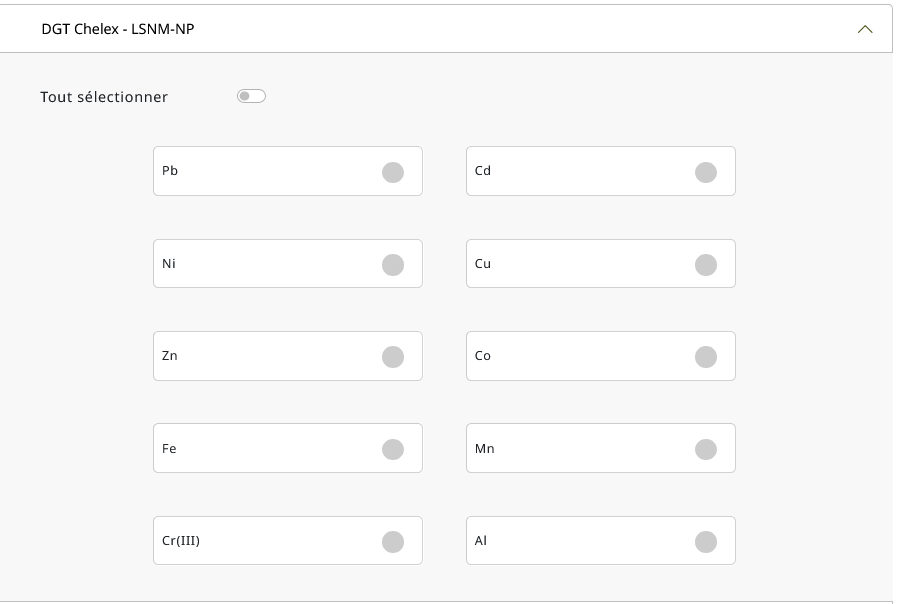 DGT Chelex - LSNM-NP
Tout sélectionner
Pb
Cd
Ni
Cu
Zn
Co
Fe
Mn
Cr(III)
Al